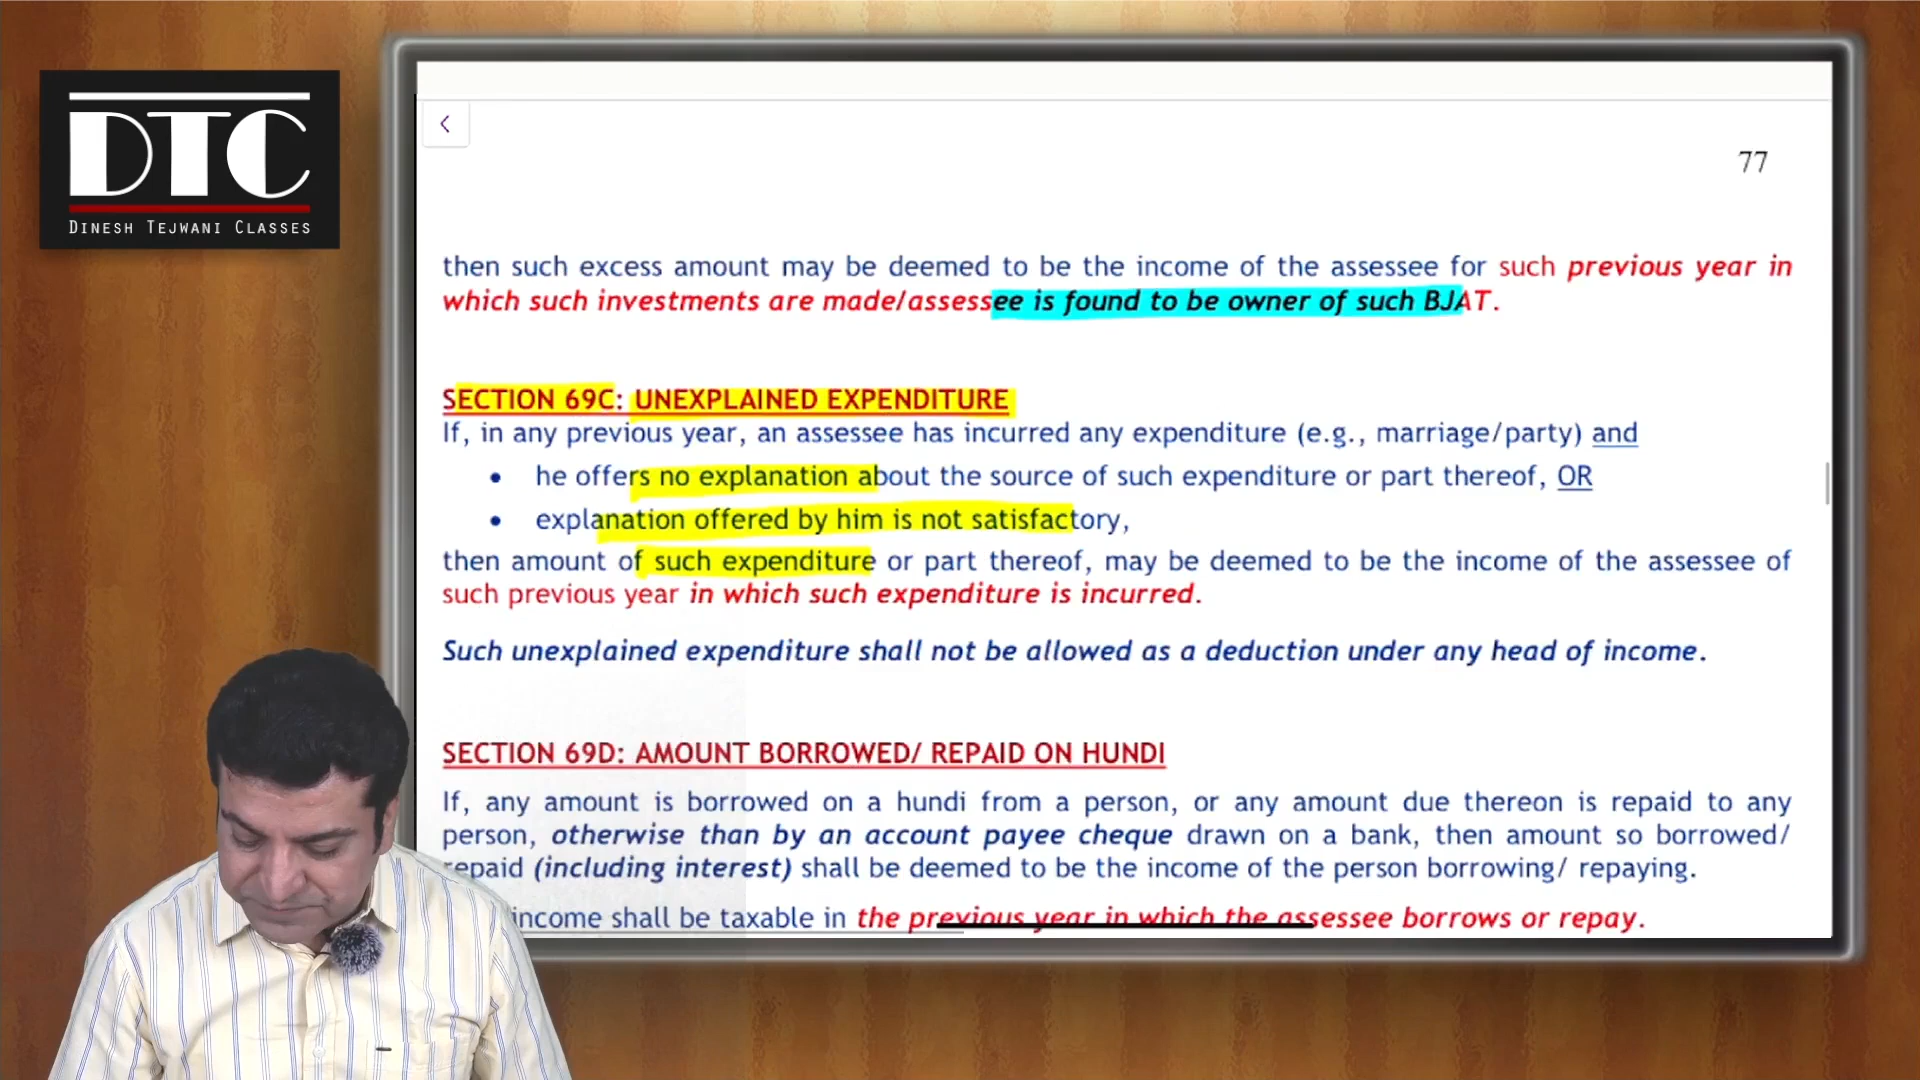 DTC
DINESH TEJWANI CLASSES
77
then such excess amount may be deemed to be the income of the assessee for such previous year in
which such investments are made/assessee is found to be owner of such BJAT.
SECTION 69C: UNEXPLAINED EXPENDITURE
If, in any previous year, an assessee has incurred any expenditure (e.g., marriage/party) and
• he offers no explanation about the source of such expenditure or part thereof, OR
• explanation offered by him is not satisfactory,
then amount of such expenditure or part thereof, may be deemed to be the income of the assessee of
such previous year in which such expenditure is incurred.
Such unexplained expenditure shall not be allowed as a deduction under any head of income.
SECTION 69D: AMOUNT BORROWED/ REPAID ON HUNDI
If, any amount is borrowed on a hundi from a person, or any amount due thereon is repaid to any
person, otherwise than by an account payee cheque drawn on a bank, then amount so borrowed/
repaid (including interest) shall be deemed to be the income of the person borrowing/ repaying.
income shall be taxable in the previous year in which the assessee borrows or repay.